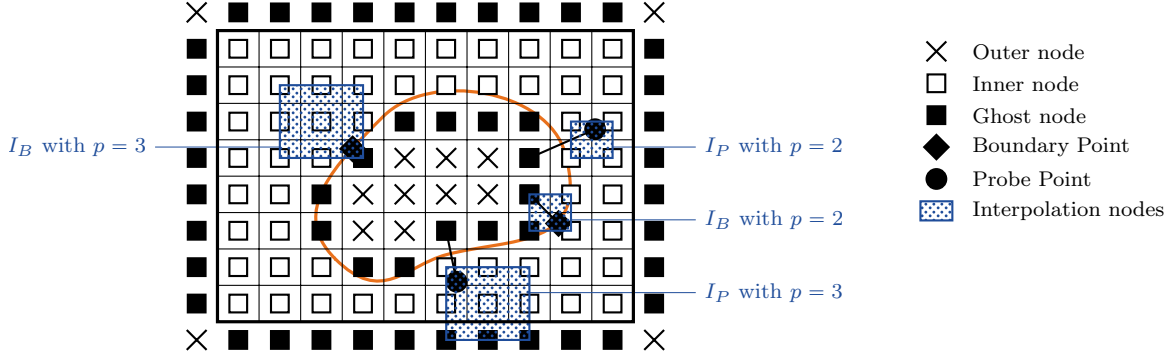 Outer node
Inner node
Ghost node
Boundary Point
Probe Point
Interpolation nodes
I_B with p = 3
I_P with p = 2
I_B with p = 2
I_P with p = 3